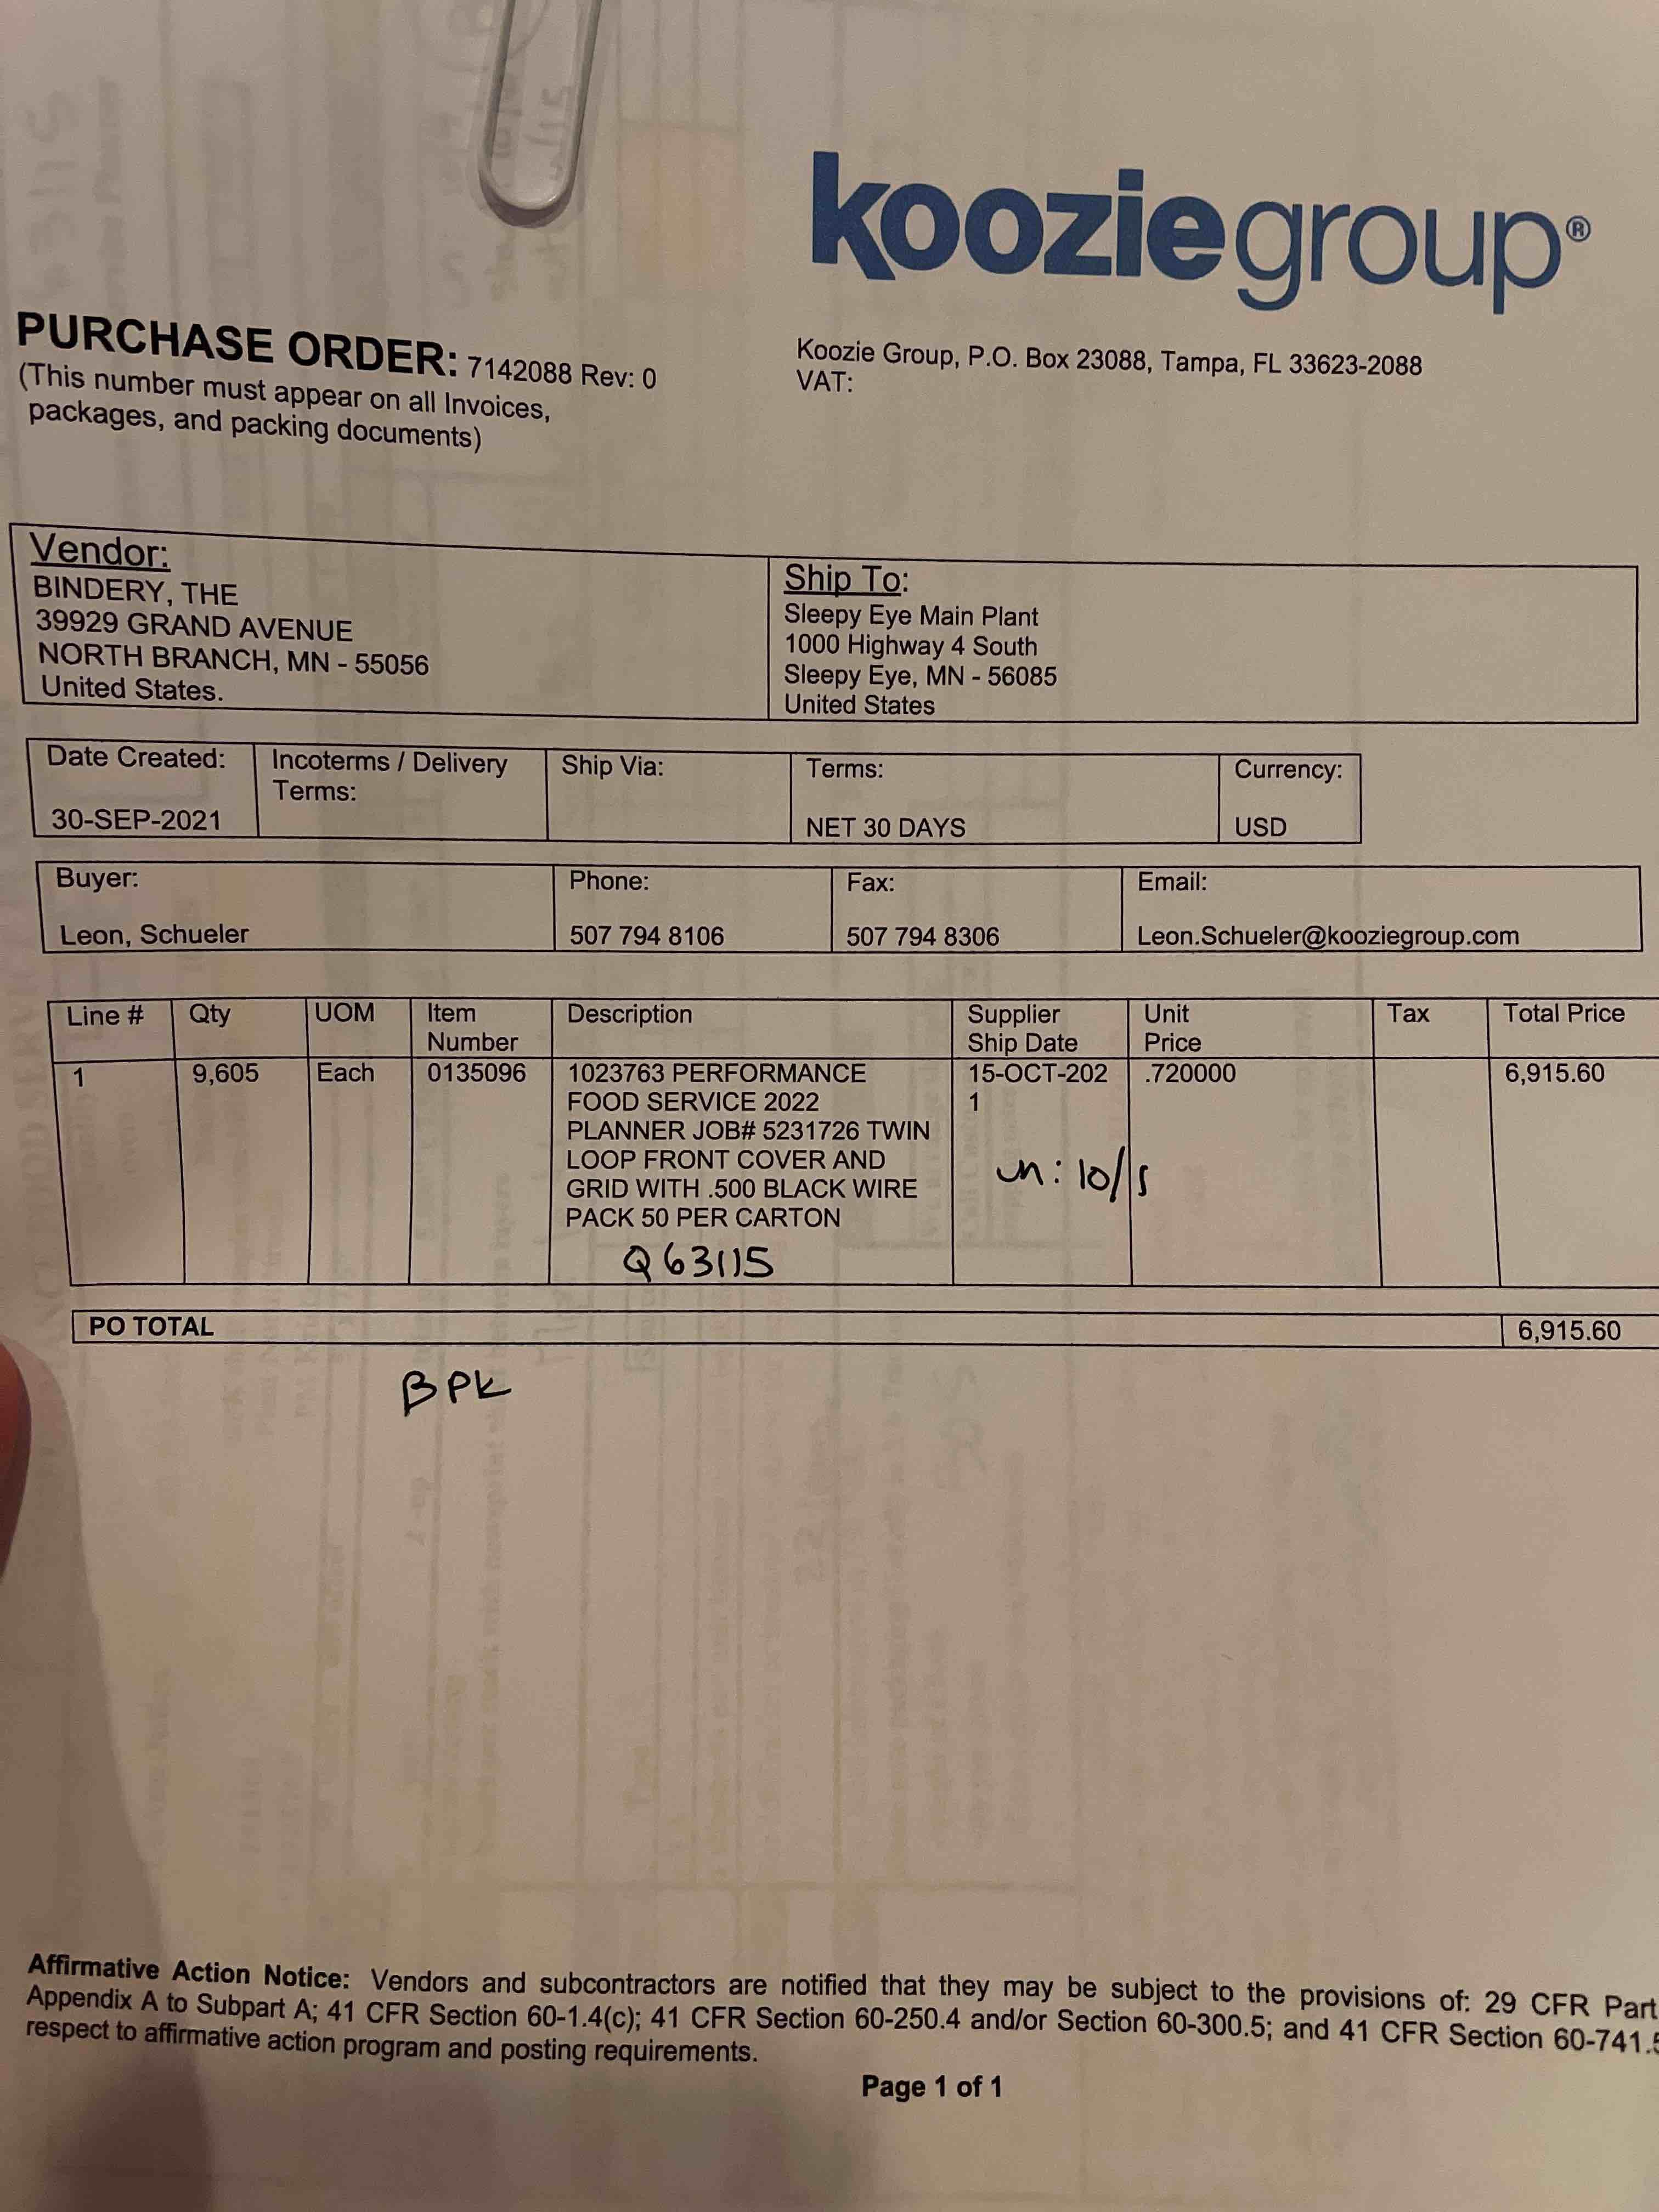 kooziegroup®
PURCHASE ORDER: 7142088 Rev: 0
(This number must appear on all Invoices,
packages, and packing documents)
Koozie Group, P.O. Box 23088, Tampa, FL 33623-2088
VAT:
Vendor:
BINDERY, THE
39929 GRAND AVENUE
NORTH BRANCH, MN - 55056
United States.
Ship To:
Sleepy Eye Main Plant
1000 Highway 4 South
Sleepy Eye, MN - 56085
United States
Date Created:
30-SEP-2021
Incoterms / Delivery
Terms:
Ship Via:
Terms:
NET 30 DAYS
Currency:
USD
Buyer:
Leon, Schueler
Phone:
507 794 8106
Fax:
507 794 8306
Email:
Leon.Schueler@kooziegroup.com
Line # Qty UOM Item Description Supplier Unit Tax Total Price
Number Ship Date Price
1 9,605 Each 0135096 1023763 PERFORMANCE 15-OCT-202 .720000 6,915.60
FOOD SERVICE 2022 1
PLANNER JOB# 5231726 TWIN
LOOP FRONT COVER AND
GRID WITH .500 BLACK WIRE
PACK 50 PER CARTON
Q63115
: 10/5
PO TOTAL 6,915.60
BPK
Affirmative Action Notice: Vendors and subcontractors are notified that they may be subject to the provisions of: 29 CFR Part
Appendix A to Subpart A; 41 CFR Section 60-1.4(c); 41 CFR Section 60-250.4 and/or Section 60-300.5; and 41 CFR Section 60-741.5
respect to affirmative action program and posting requirements.
Page 1 of 1